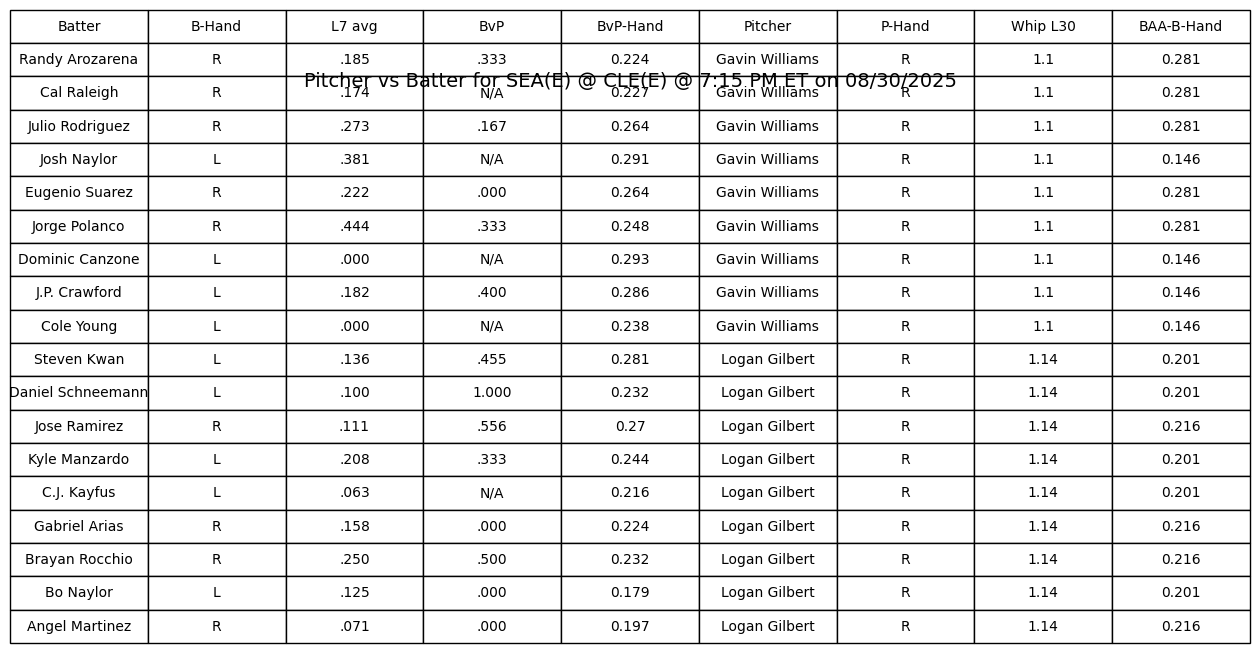 Batter B-Hand L7 avg BvP BvP-Hand Pitcher P-Hand Whip L30 BAA-B-Hand
Randy Arozarena R .185 .333 0.224 Gavin Williams R 1.1 0.281
Pitcher vs Batter for SEA(E) @ CLE(E) @ 7:15 PM ET on 08/30/2025
Cal Raleigh R .174 N/A 0.227 Gavin Williams R 1.1 0.281
Julio Rodriguez R .273 .167 0.264 Gavin Williams R 1.1 0.281
Josh Naylor L .381 N/A 0.291 Gavin Williams R 1.1 0.146
Eugenio Suarez R .222 .000 0.264 Gavin Williams R 1.1 0.281
Jorge Polanco R .444 .333 0.248 Gavin Williams R 1.1 0.281
Dominic Canzone L .000 N/A 0.293 Gavin Williams R 1.1 0.146
J.P. Crawford L .182 .400 0.286 Gavin Williams R 1.1 0.146
Cole Young L .000 N/A 0.238 Gavin Williams R 1.1 0.146
Steven Kwan L .136 .455 0.281 Logan Gilbert R 1.14 0.201
Daniel Schneemann L .100 1.000 0.232 Logan Gilbert R 1.14 0.201
Jose Ramirez R .111 .556 0.27 Logan Gilbert R 1.14 0.216
Kyle Manzardo L .208 .333 0.244 Logan Gilbert R 1.14 0.201
C.J. Kayfus L .063 N/A 0.216 Logan Gilbert R 1.14 0.201
Gabriel Arias R .158 .000 0.224 Logan Gilbert R 1.14 0.216
Brayan Rocchio R .250 .500 0.232 Logan Gilbert R 1.14 0.216
Bo Naylor L .125 .000 0.179 Logan Gilbert R 1.14 0.201
Angel Martinez R .071 .000 0.197 Logan Gilbert R 1.14 0.216